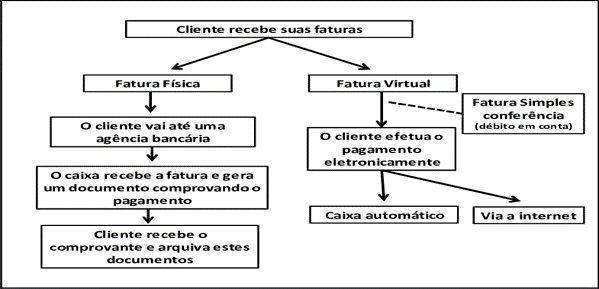 Cliente recebe suas faturas
Fatura Física
Fatura Virtual
Fatura Simples
conferência
(débito em conta)
O cliente vai até uma
agência bancária
O cliente efetua o
pagamento
eletronicamente
O caixa recebe a fatura e gera
um documento comprovando o
pagamento
Caixa automático
Via a internet
Cliente recebe o
comprovante e arquiva estes
documentos